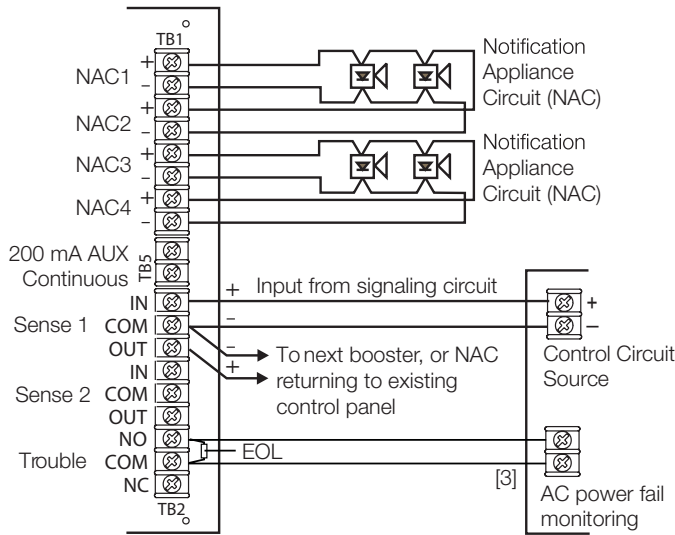 TB1
NAC1 + –
NAC2 + –
NAC3 + –
NAC4 + –
Notification
Appliance
Circuit (NAC)
Notification
Appliance
Circuit (NAC)
200 mA AUX
Continuous
TB5
IN
Sense 1 COM
OUT
IN
Sense 2 COM
OUT
NO
Trouble COM
NC
TB2
+ Input from signaling circuit +
– –
Control Circuit
Source
– To next booster, or NAC
+ returning to existing
control panel
EOL
[3]
AC power fail
monitoring